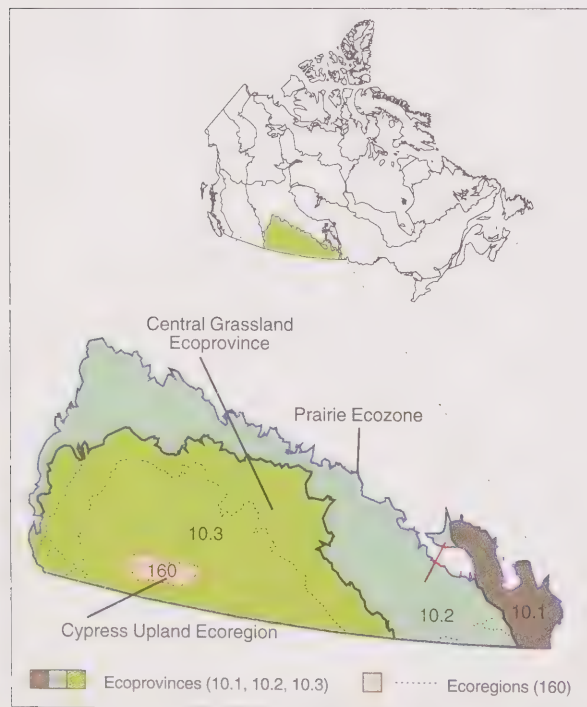 Central Grassland
Ecoprovince
Prairie Ecozone
10.3
160
10.2
10.1
Cypress Upland Ecoregion
Ecoprovinces (10.1, 10.2, 10.3)
Ecoregions (160)